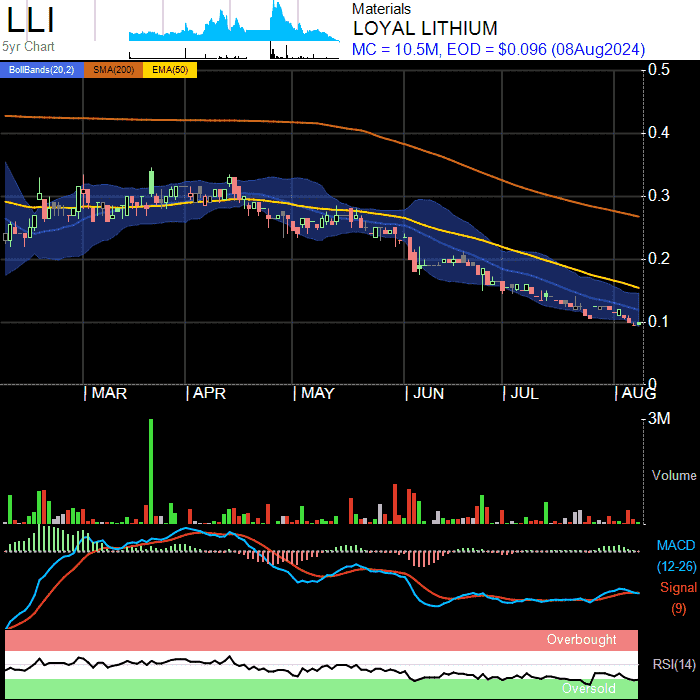 LLI
5yr Chart
Materials
LOYAL LITHIUM
MC = 10.5M, EOD = $0.096 (08Aug2024)
BollBands(20,2) SMA(200) EMA(50)
0.5
0.4
0.3
0.2
0.1
0
MAR APR MAY JUN JUL AUG
3M
Volume
MACD
(12-26)
Signal
(9)
Overbought
RSI(14)
Oversold